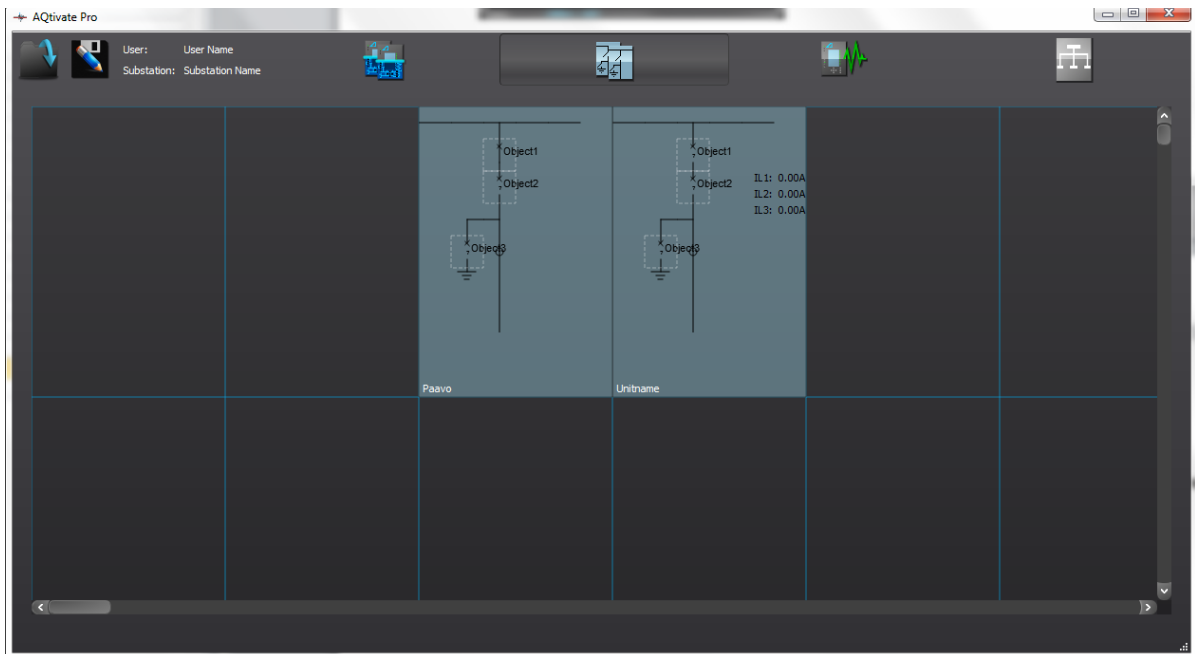 AQtivate Pro
User: User Name
Substation: Substation Name
Object1
Object2
Object3
Paavo
Object1
Object2
IL1: 0.00A
IL2: 0.00A
IL3: 0.00A
Object3
Unitname